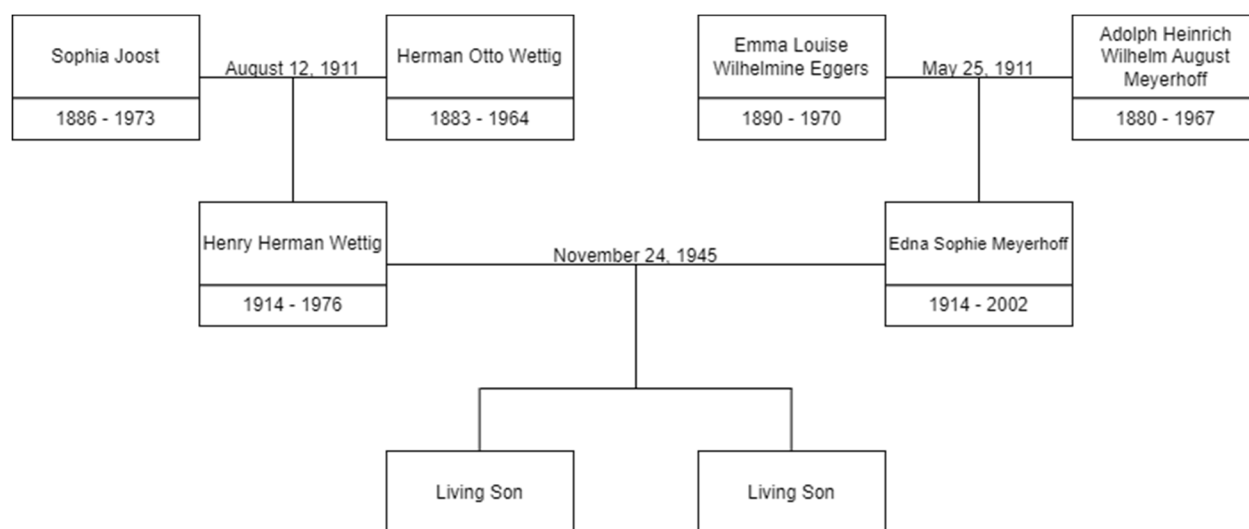 Sophia Joost
August 12, 1911
Herman Otto Wettig
Emma Louise
Wilhelmine Eggers
May 25, 1911
Adolph Heinrich
Wilhelm August
Meyerhoff
1886 - 1973
1883 - 1964
1890 - 1970
1880 - 1967
Henry Herman Wettig
November 24, 1945
Edna Sophie Meyerhoff
1914 - 1976
1914 - 2002
Living Son
Living Son